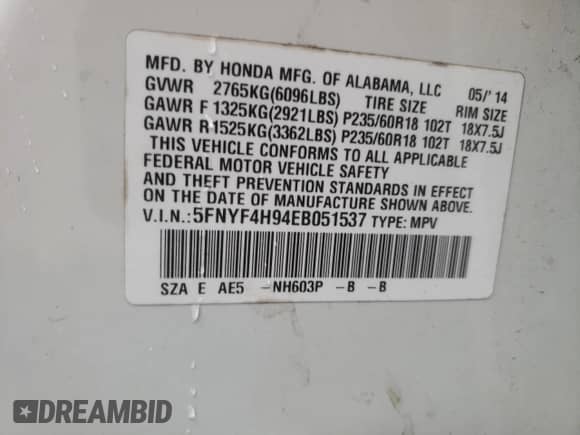 MFD. BY HONDA MFG. OF ALABAMA, LLC 05/'14
GVWR 2765KG(6096LBS) TIRE SIZE RIM SIZE
GAWR F 1325KG(2921LBS) P235/60R18 102T 18X7.5J
GAWR R 1525KG(3362LBS) P235/60R18 102T 18X7.5J
THIS VEHICLE CONFORMS TO ALL APPLICABLE
FEDERAL MOTOR VEHICLE SAFETY
AND THEFT PREVENTION STANDARDS IN EFFECT
ON THE DATE OF MANUFACTURE SHOWN ABOVE.
V.I.N.:5FNYF4H94EB051537 TYPE: MPV
SZA E AE5 -NH603P -B -B
DREAMBID